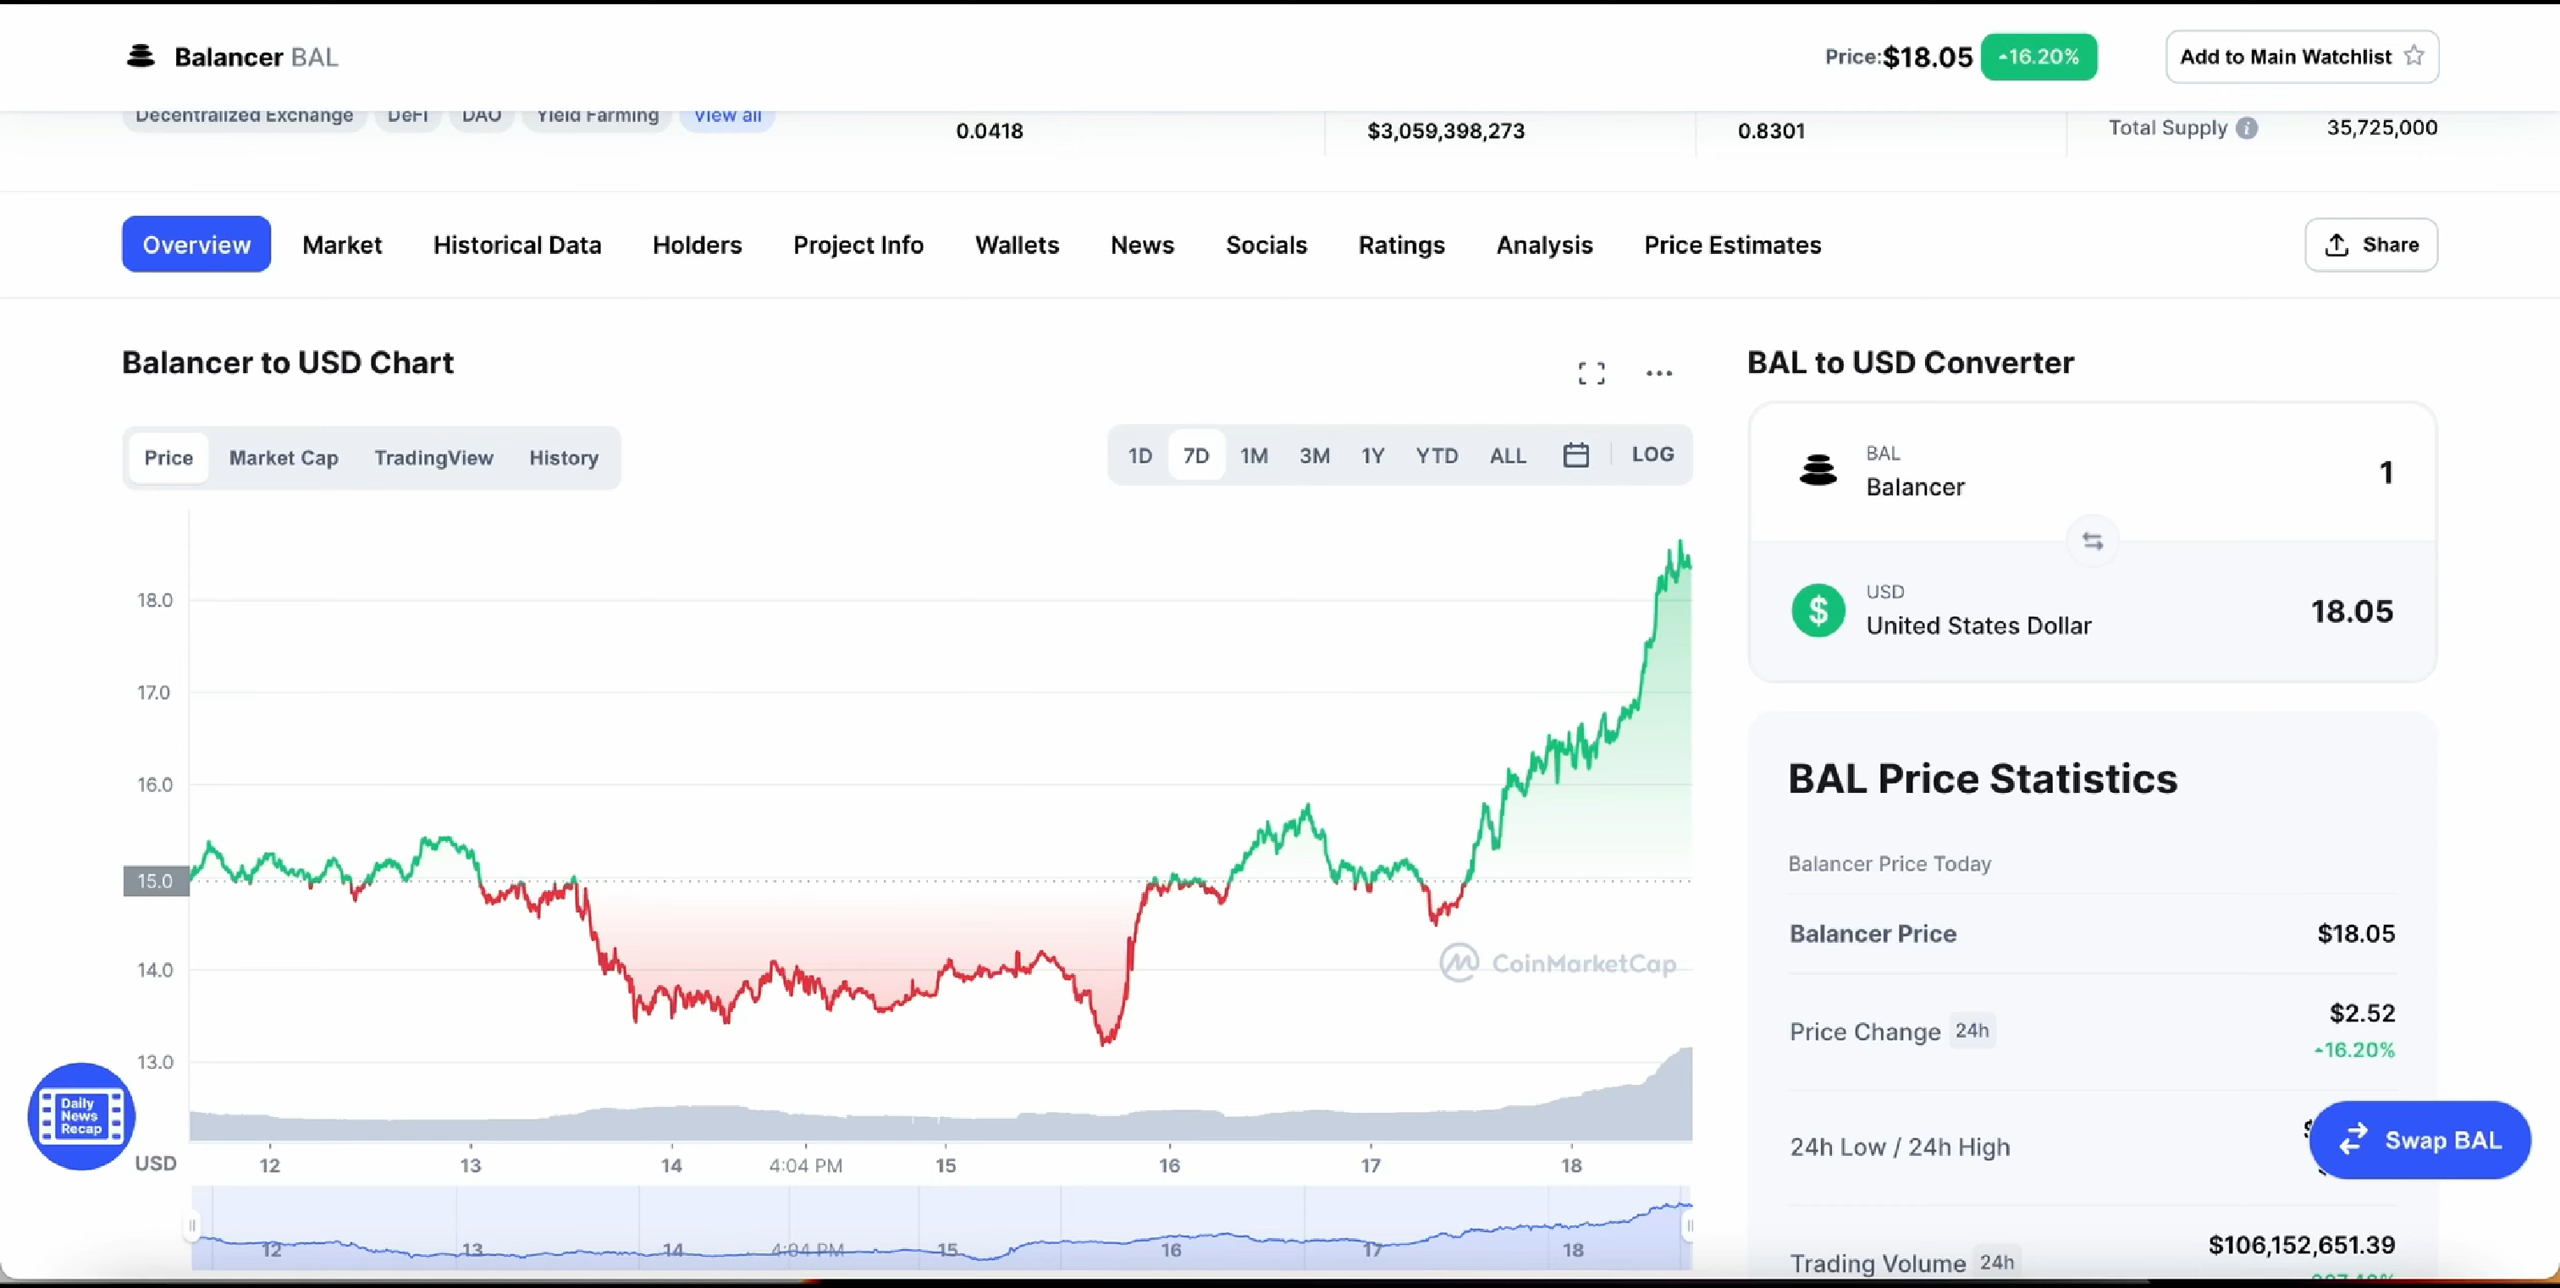 Balancer BAL
Price:$18.05 16.20%
Add to Main Watchlist
Decentralized Exchange DeFi DAO Yield Farming View all
0.0418
$3,059,398,273
0.8301
Total Supply 35,725,000
Overview Market Historical Data Holders Project Info Wallets News Socials Ratings Analysis Price Estimates
Share
Balancer to USD Chart
Price Market Cap TradingView History
1D 7D 1M 3M 1Y YTD ALL LOG
18.0
17.0
16.0
15.0
14.0
13.0
CoinMarketCap
USD
12 13 14 4:04 PM 15 16 17 18
12 13 14 4:04 PM 15 16 17 18
Daily
News
Recap
BAL to USD Converter
BAL
Balancer
1
USD
United States Dollar
18.05
BAL Price Statistics
Balancer Price Today
Balancer Price $18.05
Price Change 24h
$2.52
16.20%
24h Low / 24h High
Swap BAL
Trading Volume 24h
$106,152,651.39